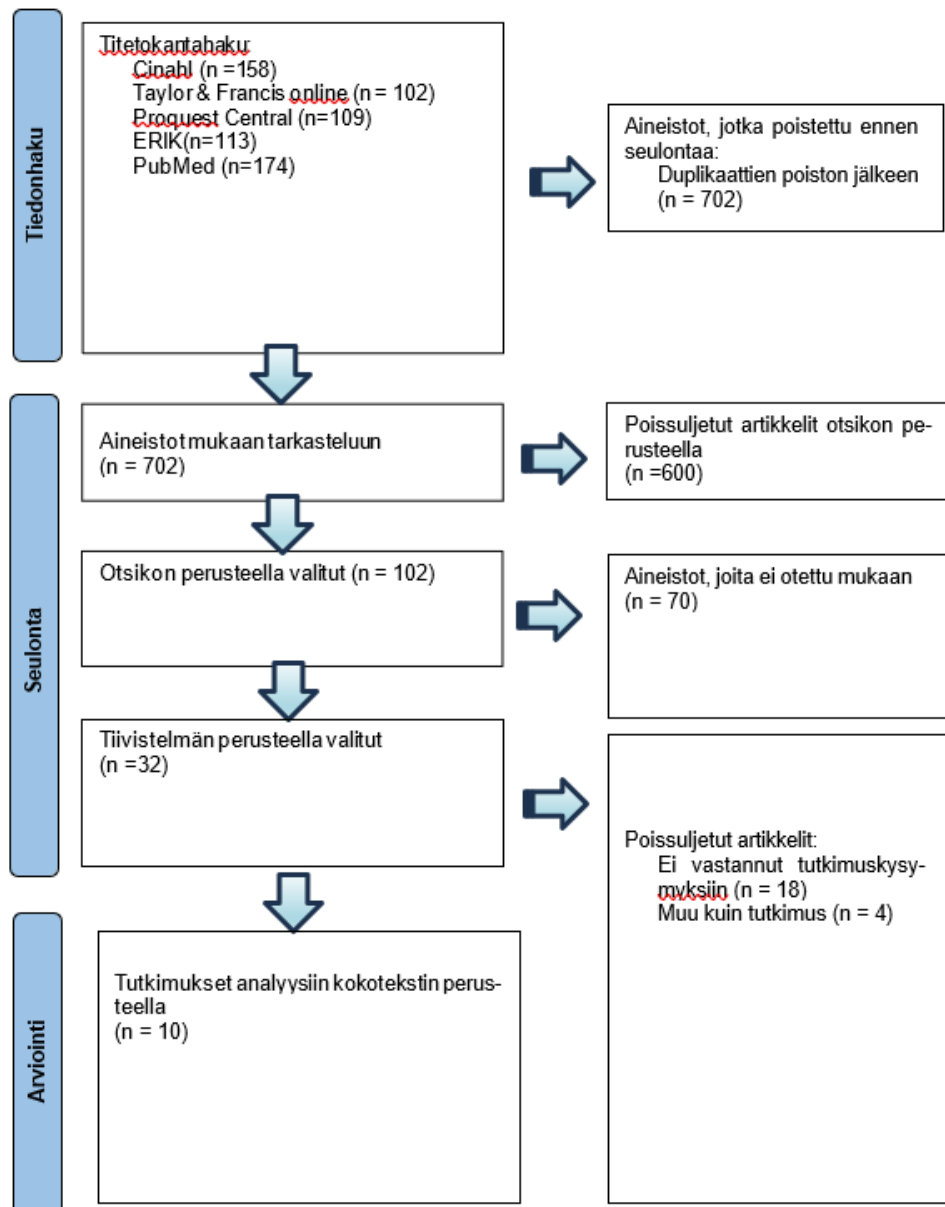 Tiedonhaku
Titetokantahaku:
Cinahl (n =158)
Taylor & Francis online (n = 102)
Proquest Central (n=109)
ERIK(n=113)
PubMed (n=174)
Aineistot, jotka poistettu ennen
seulontaa:
Duplikaattien poiston jälkeen
(n = 702)
Seulonta
Aineistot mukaan tarkasteluun
(n = 702)
Poissuljetut artikkelit otsikon pe-
rusteella
(n =600)
Otsikon perusteella valitut (n = 102)
Aineistot, joita ei otettu mukaan
(n = 70)
Tiivistelmän perusteella valitut
(n =32)
Poissuljetut artikkelit:
Ei vastannut tutkimuskysy-
myksiin (n = 18)
Muu kuin tutkimus (n = 4)
Arviointi
Tutkimukset analyysiin kokotekstin perus-
teella
(n = 10)